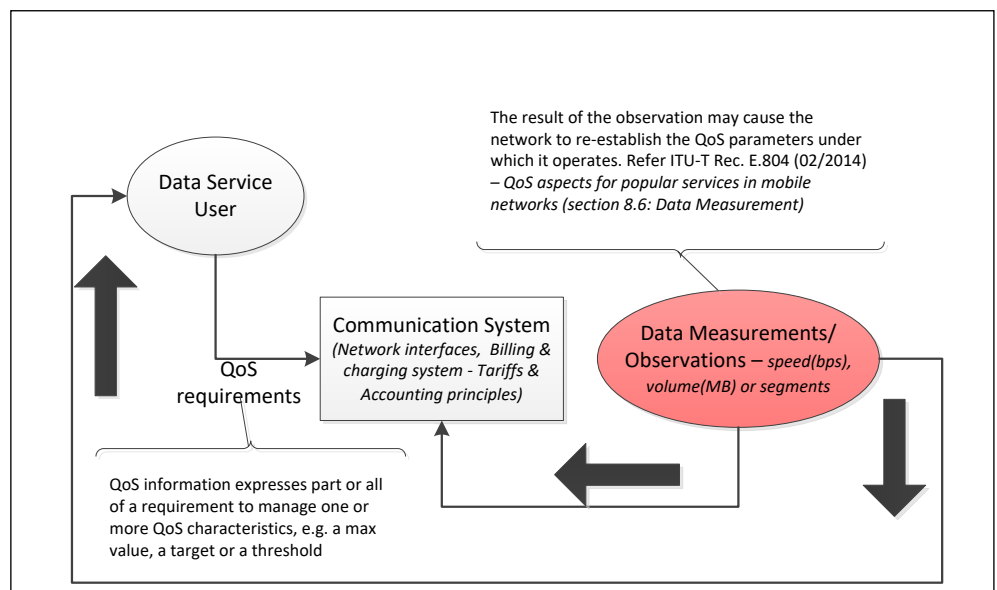 The result of the observation may cause the
network to re-establish the QoS parameters under
which it operates. Refer ITU-T Rec. E.804 (02/2014)
– QoS aspects for popular services in mobile
networks (section 8.6: Data Measurement)
Data Service
User
Communication System
(Network interfaces, Billing &
charging system - Tariffs &
Accounting principles)
Data Measurements/
Observations – speed(bps),
volume(MB) or segments
QoS
requirements
QoS information expresses part or all
of a requirement to manage one or
more QoS characteristics, e.g. a max
value, a target or a threshold